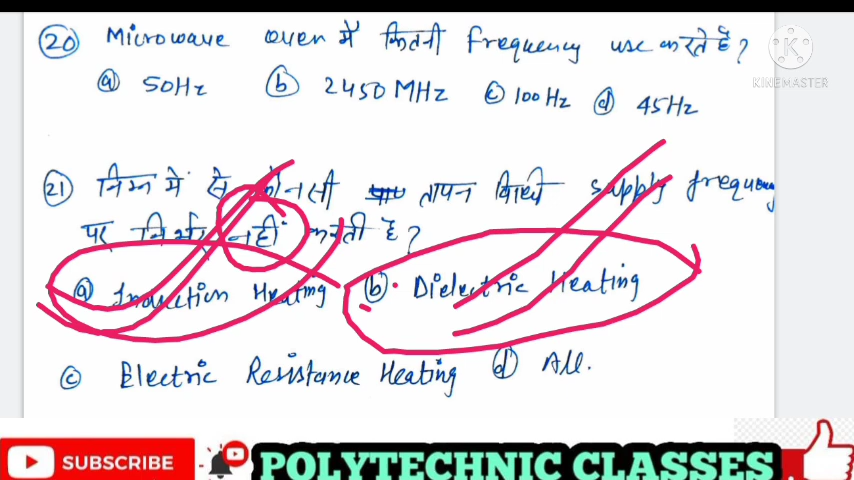 (20) Microwave oven में कितनी frequency use करते है?
(a) 50Hz (b) 2450 MHz (c) 100 Hz (d) 45Hz
KINEMASTER
(21) निम्न में से कौनसी तापन विधी supply frequency
पर निर्भर नही करती है?
(a) Induction Heating (b) Dielectric Heating
(c) Electric Resistance Heating (d) All.
SUBSCRIBE POLYTECHNIC CLASSES